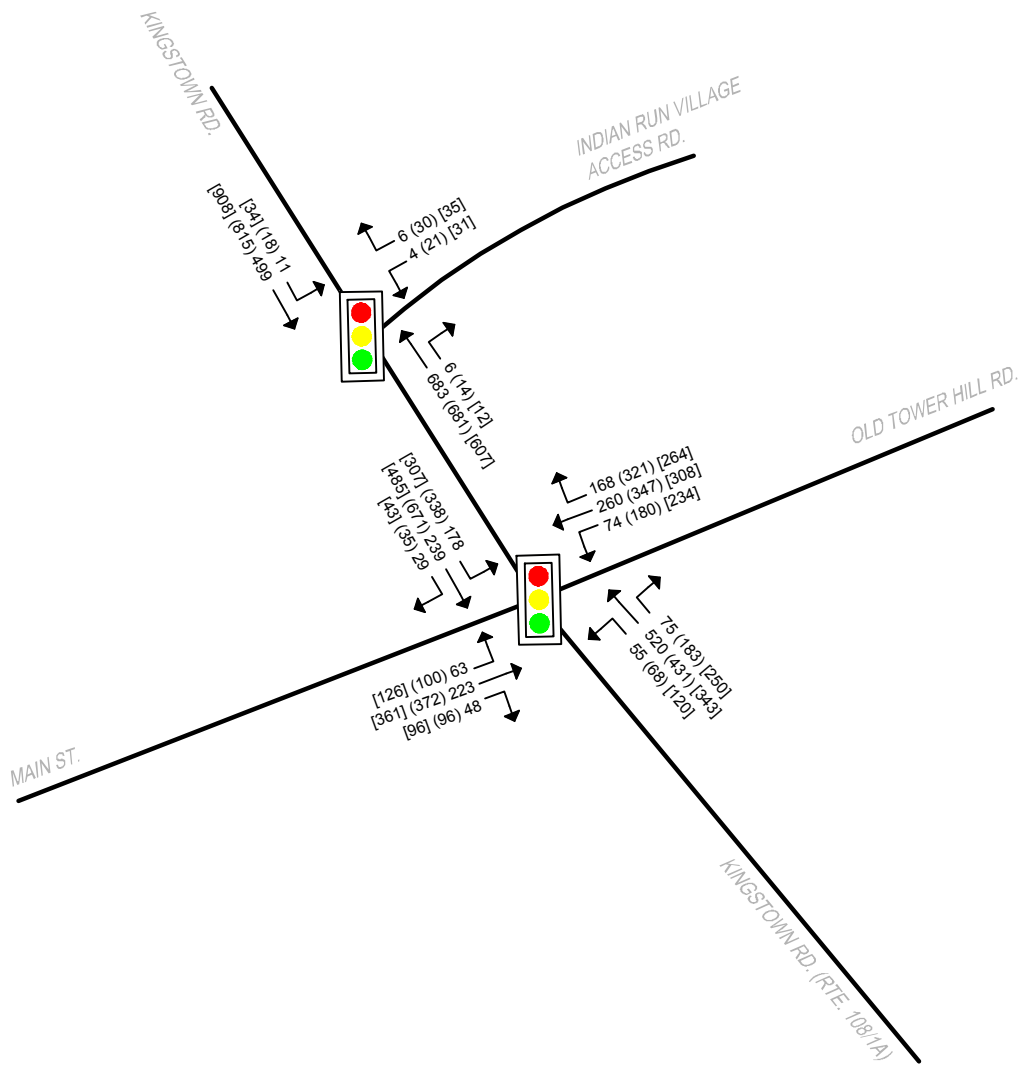 KINGSTOWN RD.
INDIAN RUN VILLAGE
ACCESS RD.
[34] (18) 11
[908] (815) 499
6 (30) [35]
4 (21) [31]
6 (14) [12]
683 (681) [607]
OLD TOWER HILL RD.
[307] (338) 178
[485] (671) 239
[43] (35) 29
168 (321) [264]
260 (347) [308]
74 (180) [234]
75 (183) [250]
520 (431) [343]
55 (68) [120]
[126] (100) 63
[361] (372) 223
[96] (96) 48
MAIN ST.
KINGSTOWN RD. (RTE. 108/1A)